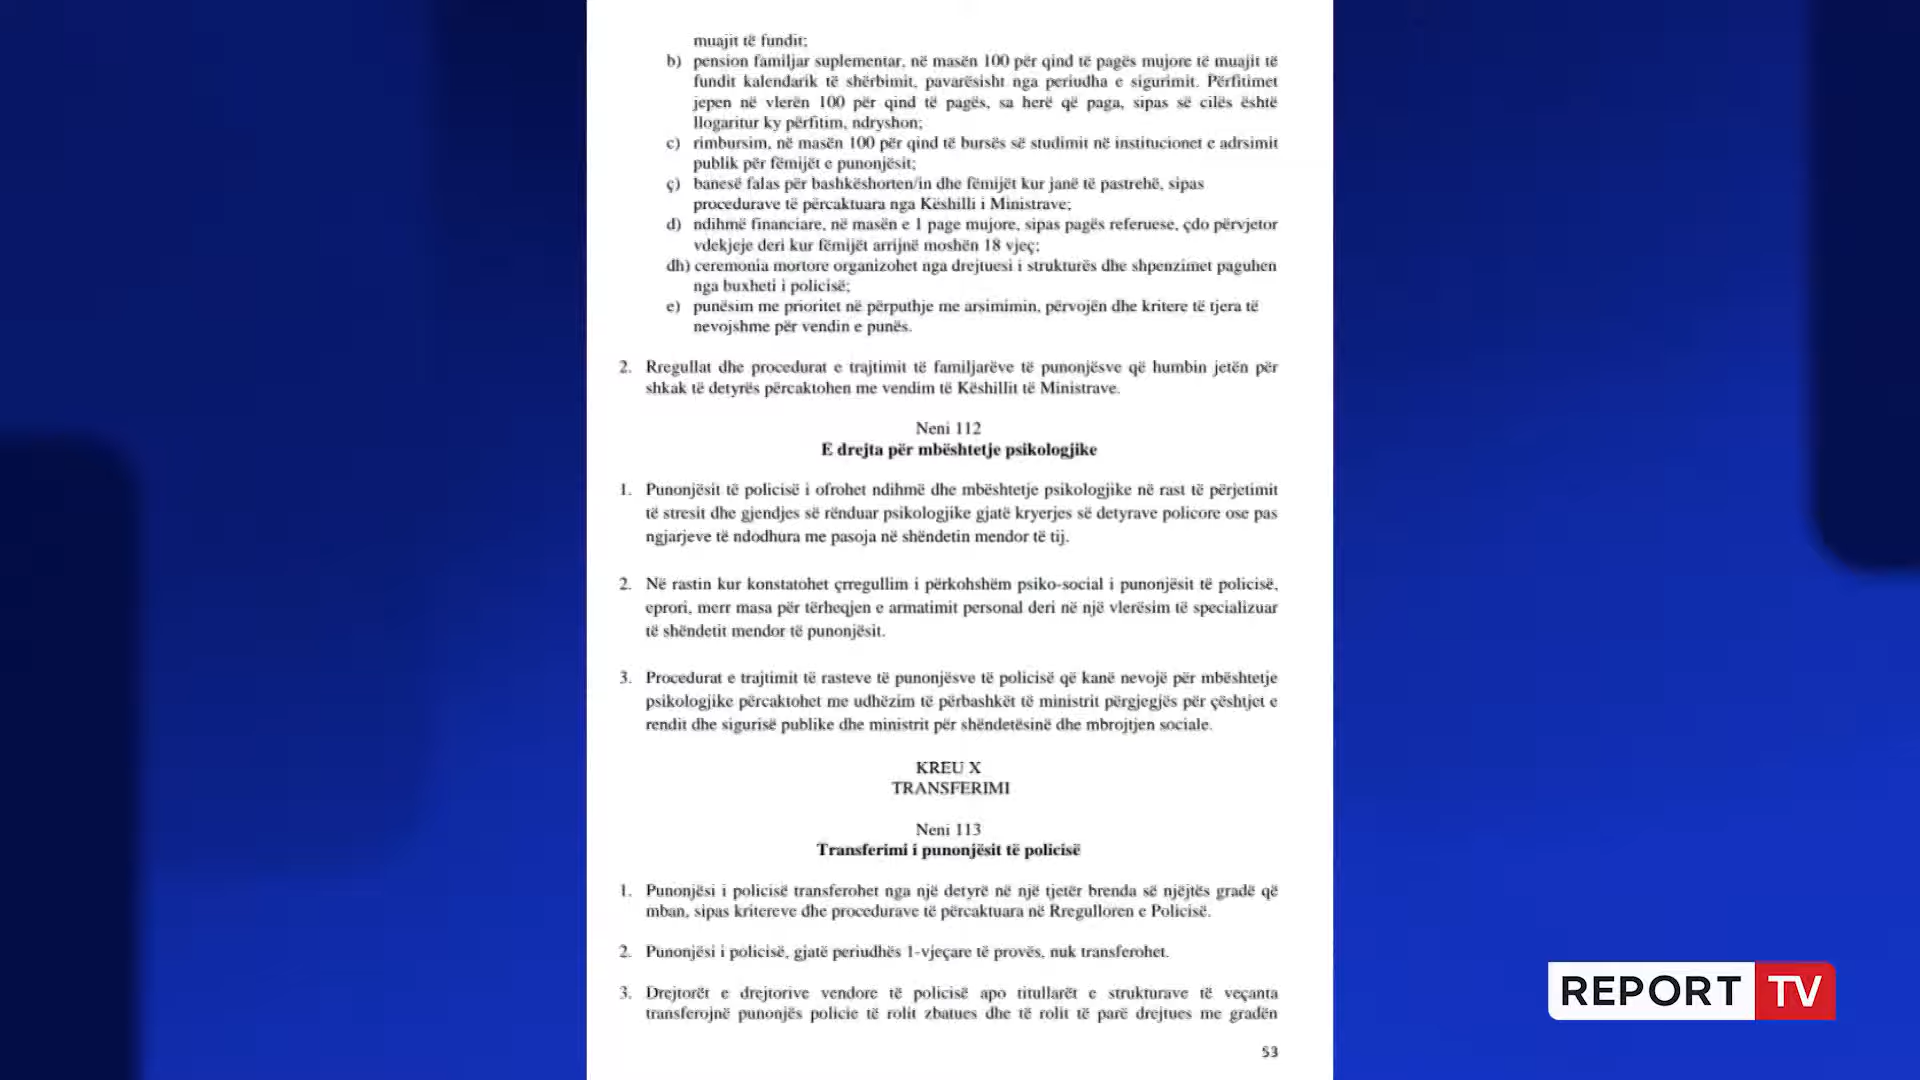 muajit të fundit;
b) pension familjar suplementar, në masën 100 për qind të pagës mujore të muajit të
fundit kalendarik të shërbimit, pavarësisht nga periudha e sigurimit. Përfitimet
jepen në vlerën 100 për qind të pagës, sa herë që paga, sipas së cilës është
llogaritur ky përfitim, ndryshon;
c) rimbursim, në masën 100 për qind të bursës së studimit në institucionet e adrsimit
publik për fëmijët e punonjësit;
ç) banesë falas për bashkëshorten/in dhe fëmijët kur janë të pastrehë, sipas
procedurave të përcaktuara nga Këshilli i Ministrave;
d) ndihmë financiare, në masën e 1 page mujore, sipas pagës referuese, çdo përvjetor
vdekjeje deri kur fëmijët arrijnë moshën 18 vjeç;
dh) ceremonia mortore organizohet nga drejtuesi i strukturës dhe shpenzimet paguhen
nga buxheti i policisë;
e) punësim me prioritet në përputhje me arsimimin, përvojën dhe kritere të tjera të
nevojshme për vendin e punës.
2. Rregullat dhe procedurat e trajtimit të familjarëve të punonjësve që humbin jetën për
shkak të detyrës përcaktohen me vendim të Këshillit të Ministrave.
Neni 112
E drejta për mbështetje psikologjike
1. Punonjësit të policisë i ofrohet ndihmë dhe mbështetje psikologjike në rast të përjetimit
të stresit dhe gjendjes së rënduar psikologjike gjatë kryerjes së detyrave policore ose pas
ngjarjeve të ndodhura me pasoja në shëndetin mendor të tij.
2. Në rastin kur konstatohet çrregullim i përkohshëm psiko-social i punonjësit të policisë,
eprori, merr masa për tërheqjen e armatimit personal deri në një vlerësim të specializuar
të shëndetit mendor të punonjësit.
3. Procedurat e trajtimit të rasteve të punonjësve të policisë që kanë nevojë për mbështetje
psikologjike përcaktohet me udhëzim të përbashkët të ministrit përgjegjës për çështjet e
rendit dhe sigurisë publike dhe ministrit për shëndetësinë dhe mbrojtjen sociale.
KREU X
TRANSFERIMI
Neni 113
Transferimi i punonjësit të policisë
1. Punonjësi i policisë transferohet nga një detyrë në një tjetër brenda së njëjtës gradë që
mban, sipas kritereve dhe procedurave të përcaktuara në Rregulloren e Policisë.
2. Punonjësi i policisë, gjatë periudhës 1-vjeçare të provës, nuk transferohet.
3. Drejtorët e drejtorive vendore të policisë apo titullarët e strukturave të veçanta
transferojnë punonjës policie të rolit zbatues dhe të rolit të parë drejtues me gradën
53
REPORT TV